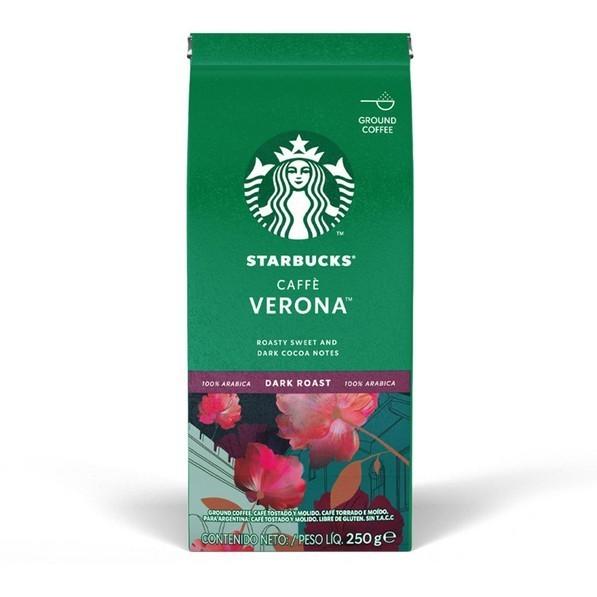 GROUND
COFFEE
TM
STARBUCKS®
CAFFÈ
VERONA™
ROASTY SWEET AND
DARK COCOA NOTES
100% ARABICA DARK ROAST 100% ARABICA
GROUND COFFEE. CAFÉ TOSTADO Y MOLIDO. CAFÉ TORRADO E MOÍDO.
PARA ARGENTINA: CAFÉ TOSTADO Y MOLIDO. LIBRE DE GLUTEN. SIN T.A.C.C
CONTENIDO NETO: / PESO LÍQ. 250 g ℮